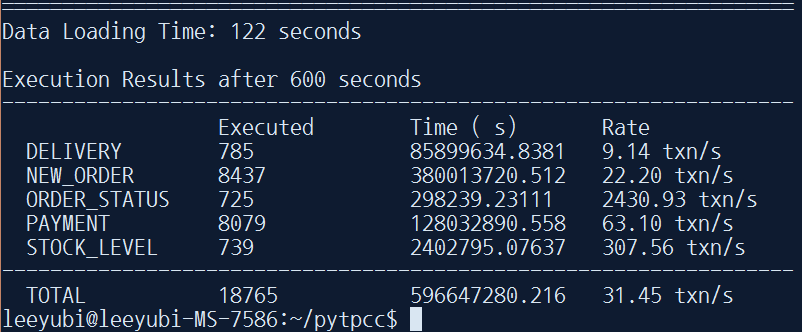 ==================================================================
Data Loading Time: 122 seconds
Execution Results after 600 seconds
------------------------------------------------------------------
Executed Time ( s) Rate
DELIVERY 785 85899634.8381 9.14 txn/s
NEW_ORDER 8437 380013720.512 22.20 txn/s
ORDER_STATUS 725 298239.23111 2430.93 txn/s
PAYMENT 8079 128032890.558 63.10 txn/s
STOCK_LEVEL 739 2402795.07637 307.56 txn/s
------------------------------------------------------------------
TOTAL 18765 596647280.216 31.45 txn/s
leeyubi@leeyubi-MS-7586:~/pytpcc$